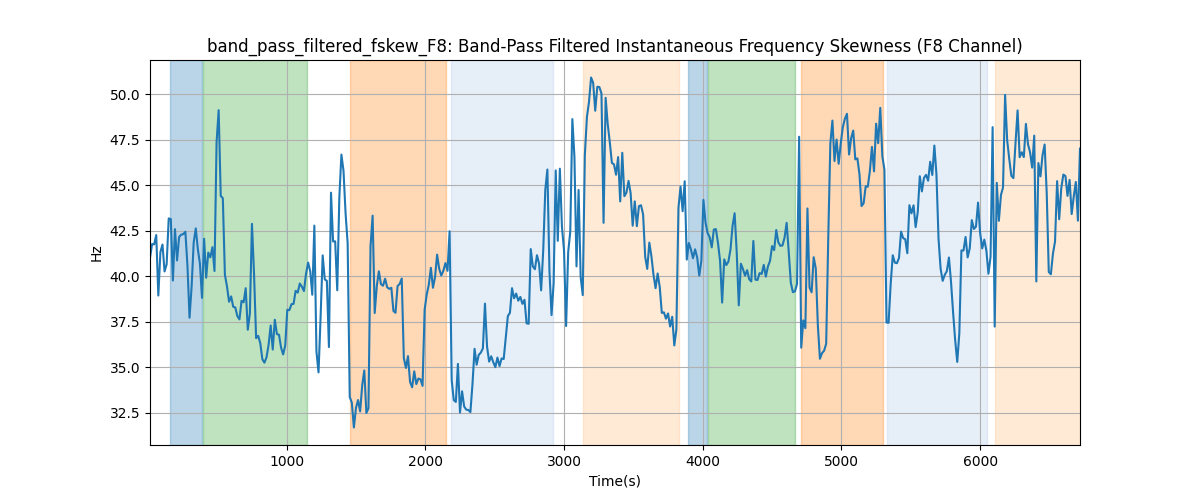 band_pass_filtered_fskew_F8: Band-Pass Filtered Instantaneous Frequency Skewness (F8 Channel)
50.0
47.5
45.0
42.5
40.0
37.5
35.0
32.5
Hz
1000 2000 3000 4000 5000 6000
Time(s)